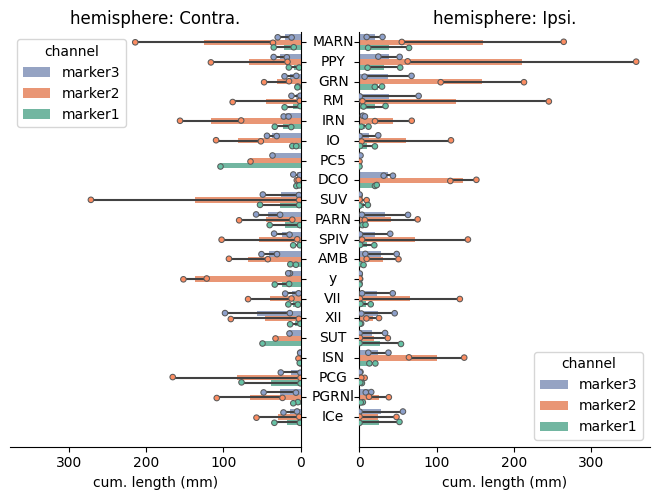 hemisphere: Contra.
hemisphere: Ipsi.
channel
marker3
marker2
marker1
MARN
PPY
GRN
RM
IRN
IO
PC5
DCO
SUV
PARN
SPIV
AMB
y
VII
XII
SUT
ISN
PCG
PGRNl
ICe
channel
marker3
marker2
marker1
300 200 100 0
0 100 200 300
cum. length (mm)
cum. length (mm)